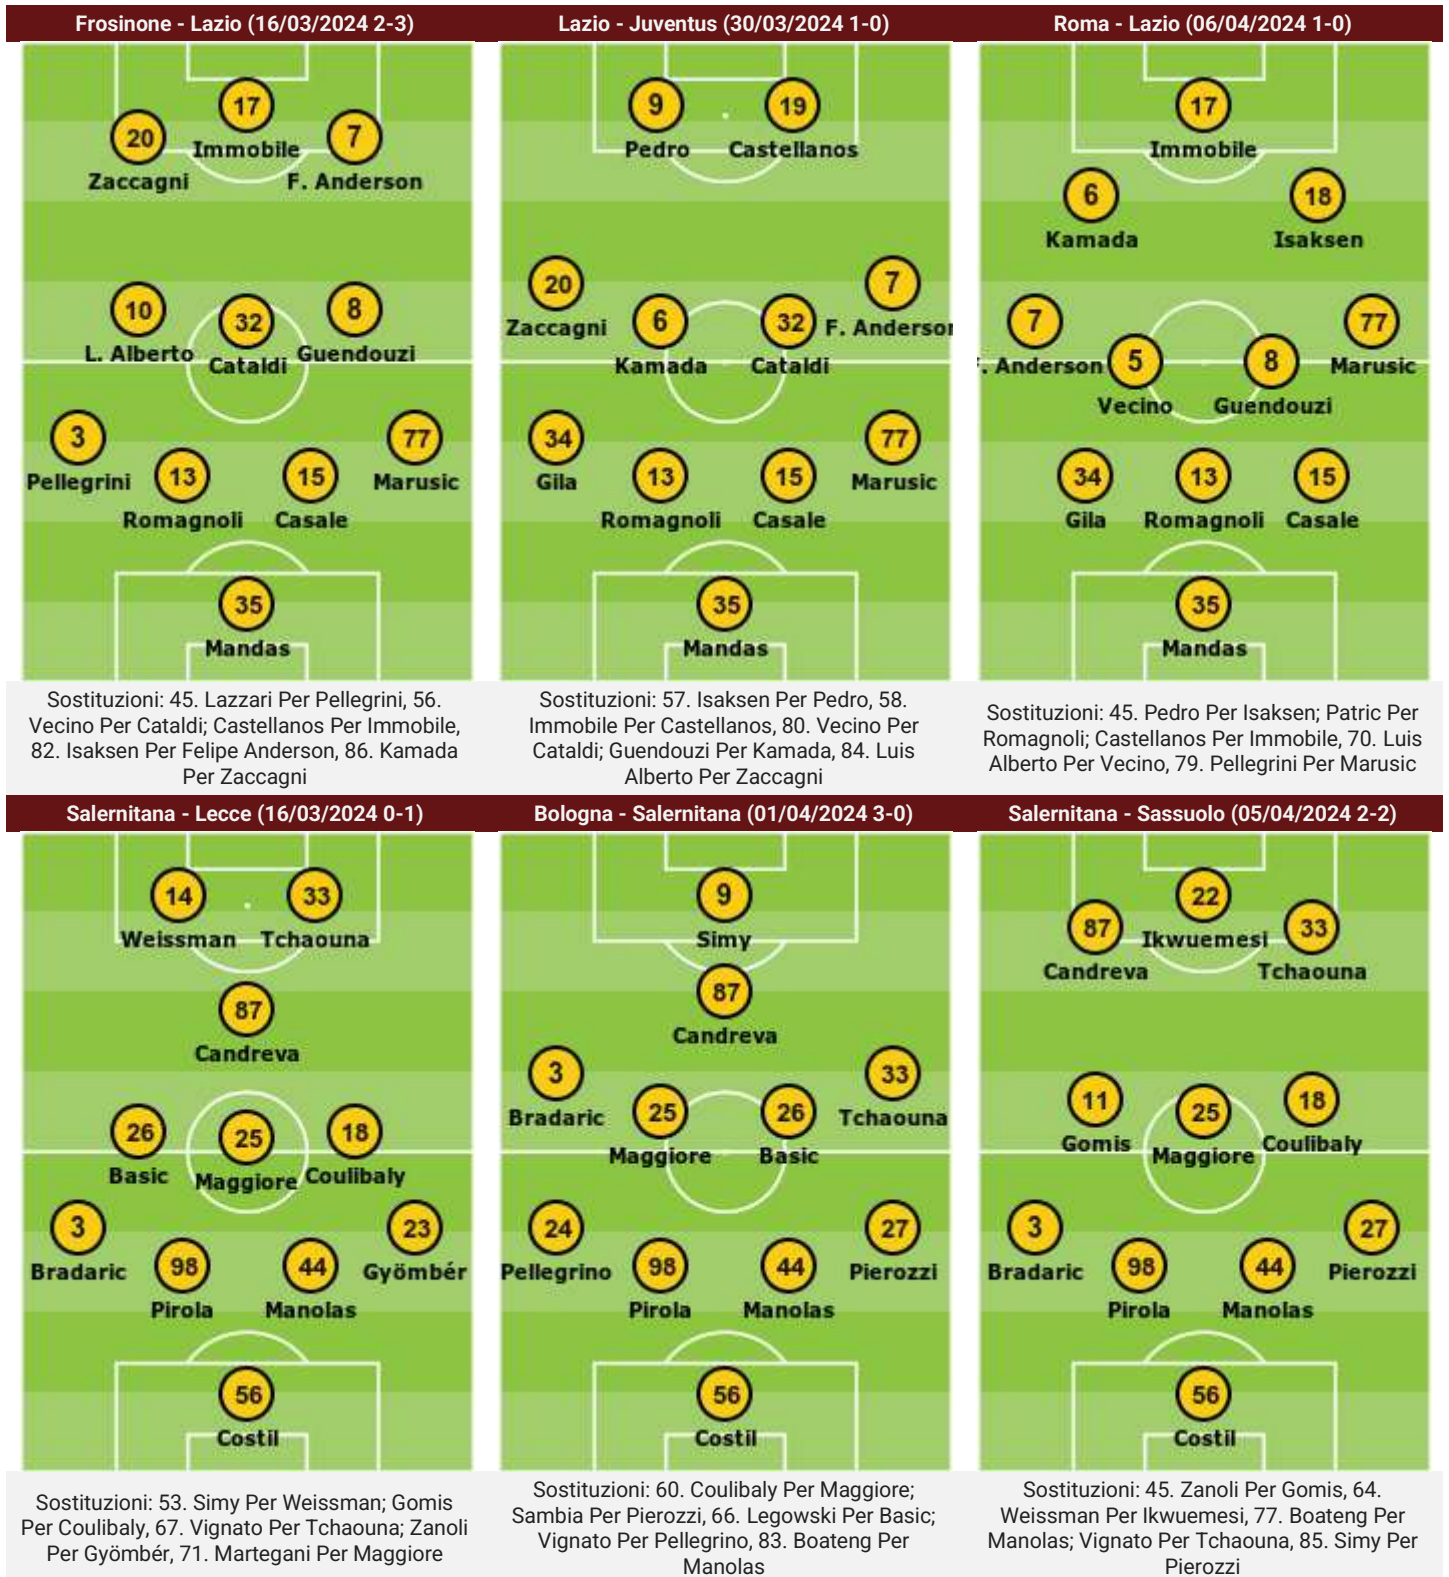 Frosinone - Lazio (16/03/2024 2-3)
17
Immobile
20
Zaccagni
7
F. Anderson
10
L. Alberto
32
Cataldi
8
Guendouzi
3
Pellegrini
13
Romagnoli
15
Casale
77
Marusic
35
Mandas
Sostituzioni: 45. Lazzari Per Pellegrini, 56.
Vecino Per Cataldi; Castellanos Per Immobile,
82. Isaksen Per Felipe Anderson, 86. Kamada
Per Zaccagni
Lazio - Juventus (30/03/2024 1-0)
9
Pedro
19
Castellanos
20
Zaccagni
6
Kamada
32
Cataldi
7
F. Anderson
34
Gila
13
Romagnoli
15
Casale
77
Marusic
35
Mandas
Sostituzioni: 57. Isaksen Per Pedro, 58.
Immobile Per Castellanos, 80. Vecino Per
Cataldi; Guendouzi Per Kamada, 84. Luis
Alberto Per Zaccagni
Roma - Lazio (06/04/2024 1-0)
17
Immobile
6
Kamada
18
Isaksen
7
F. Anderson
5
Vecino
8
Guendouzi
77
Marusic
34
Gila
13
Romagnoli
15
Casale
35
Mandas
Sostituzioni: 45. Pedro Per Isaksen; Patric Per
Romagnoli; Castellanos Per Immobile, 70. Luis
Alberto Per Vecino, 79. Pellegrini Per Marusic
Salernitana - Lecce (16/03/2024 0-1)
14
Weissman
33
Tchaouna
87
Candreva
26
Basic
25
Maggiore
18
Coulibaly
3
Bradaric
98
Pirola
44
Manolas
23
Gyömbér
56
Costil
Sostituzioni: 53. Simy Per Weissman; Gomis
Per Coulibaly, 67. Vignato Per Tchaouna; Zanoli
Per Gyömbér, 71. Martegani Per Maggiore
Bologna - Salernitana (01/04/2024 3-0)
9
Simy
87
Candreva
3
Bradaric
25
Maggiore
26
Basic
33
Tchaouna
24
Pellegrino
98
Pirola
44
Manolas
27
Pierozzi
56
Costil
Sostituzioni: 60. Coulibaly Per Maggiore;
Sambia Per Pierozzi, 66. Legowski Per Basic;
Vignato Per Pellegrino, 83. Boateng Per
Manolas
Salernitana - Sassuolo (05/04/2024 2-2)
22
Ikwuemesi
87
Candreva
33
Tchaouna
11
Gomis
25
Maggiore
18
Coulibaly
3
Bradaric
98
Pirola
44
Manolas
27
Pierozzi
56
Costil
Sostituzioni: 45. Zanoli Per Gomis, 64.
Weissman Per Ikwuemesi, 77. Boateng Per
Manolas; Vignato Per Tchaouna, 85. Simy Per
Pierozzi